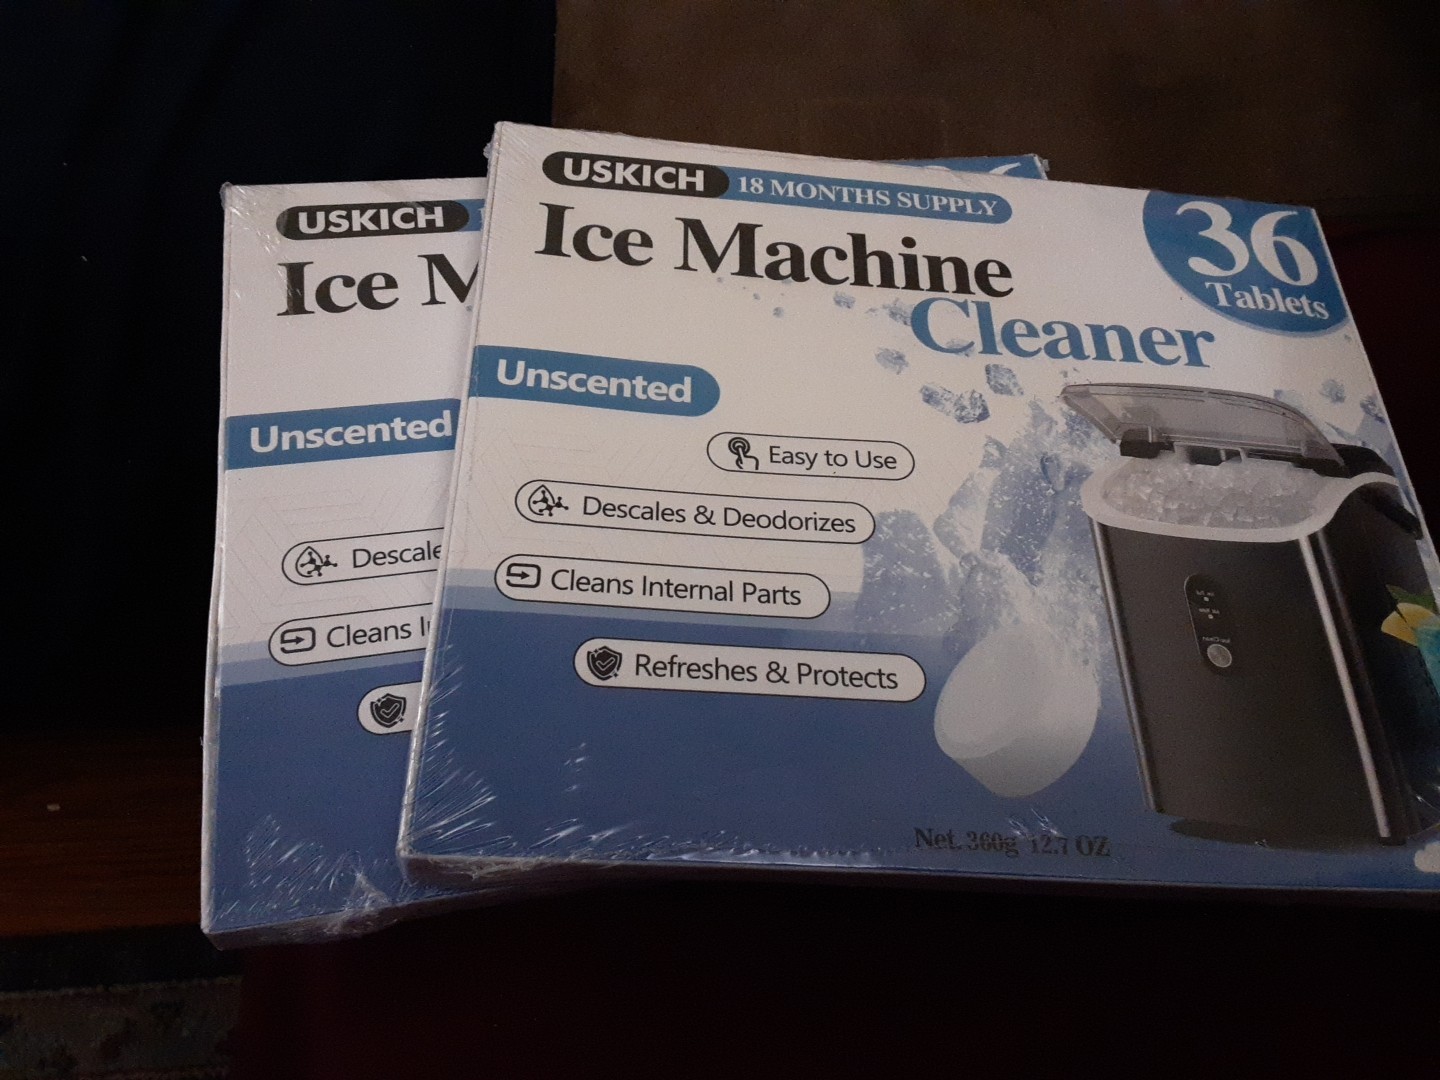 USKICH
Ice M
Unscented
Descale
Cleans I
USKICH 18 MONTHS SUPPLY
Ice Machine
Cleaner
36
Tablets
Unscented
Easy to Use
Descales & Deodorizes
Cleans Internal Parts
Refreshes & Protects
Net. 360g 12.7 OZ